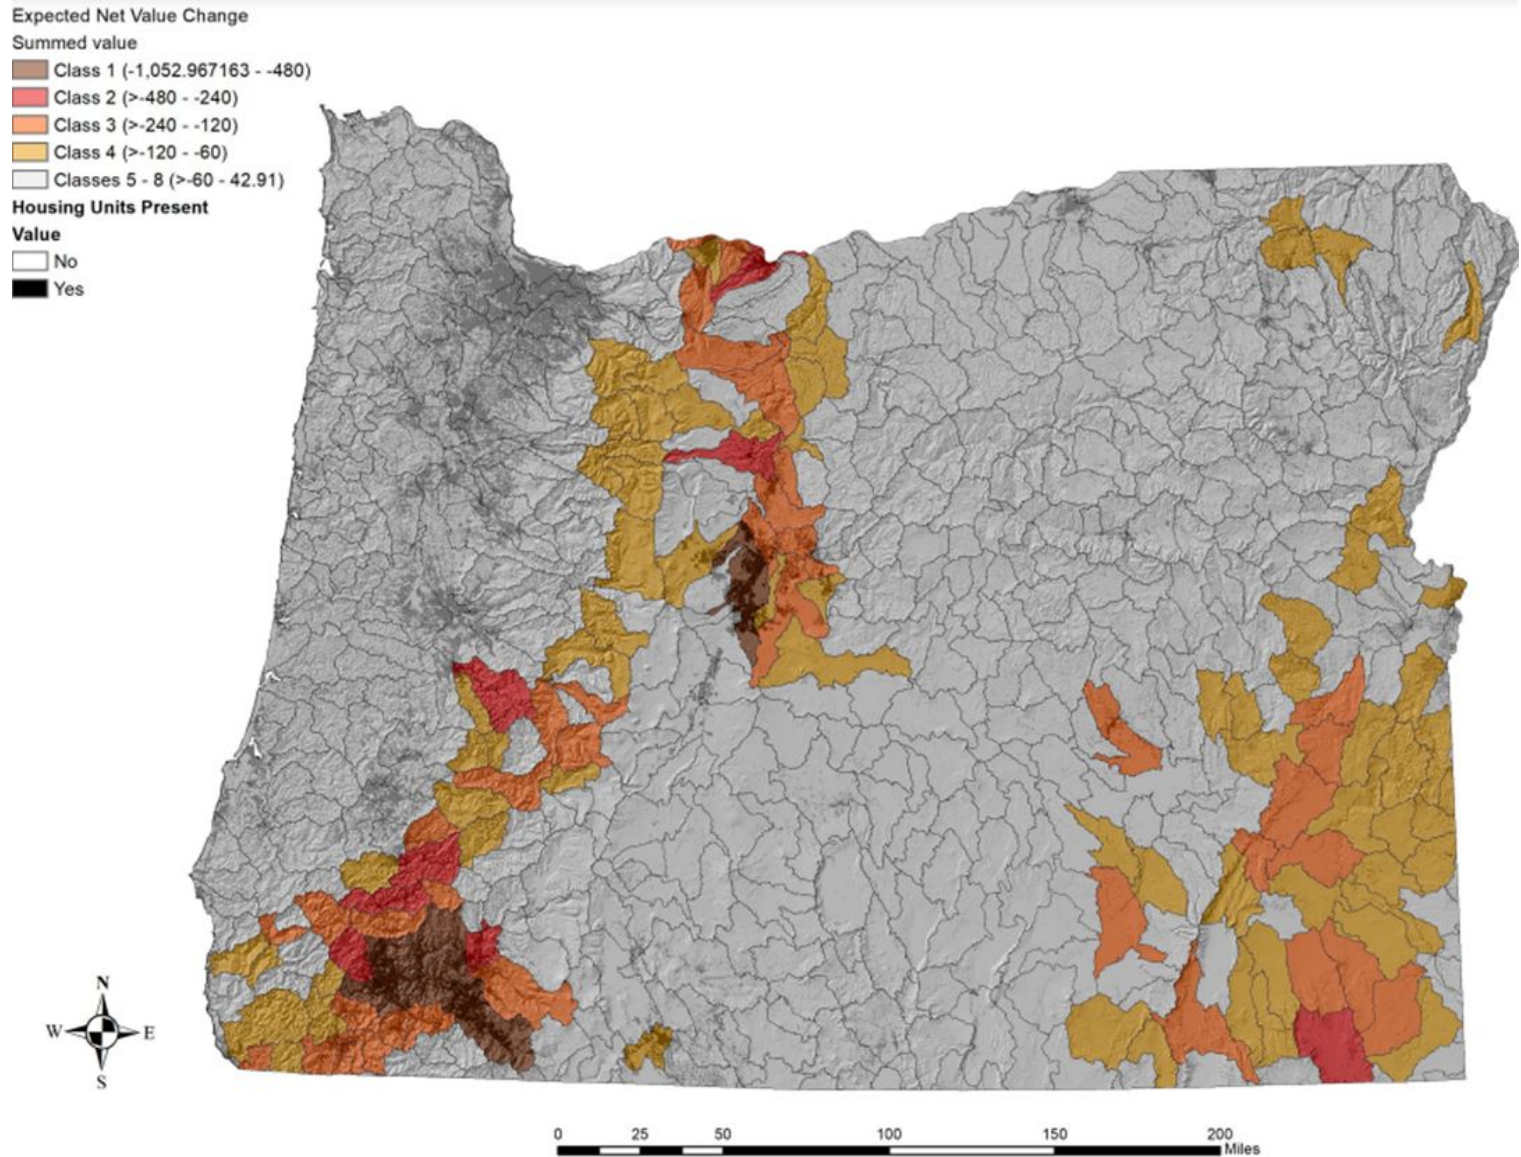 Expected Net Value Change
Summed value
Class 1 (-1,052.967163 - -480)
Class 2 (>-480 - -240)
Class 3 (>-240 - -120)
Class 4 (>-120 - -60)
Classes 5 - 8 (>-60 - 42.91)
Housing Units Present
Value
No
Yes
N
W E
S
0 25 50 100 150 200
Miles